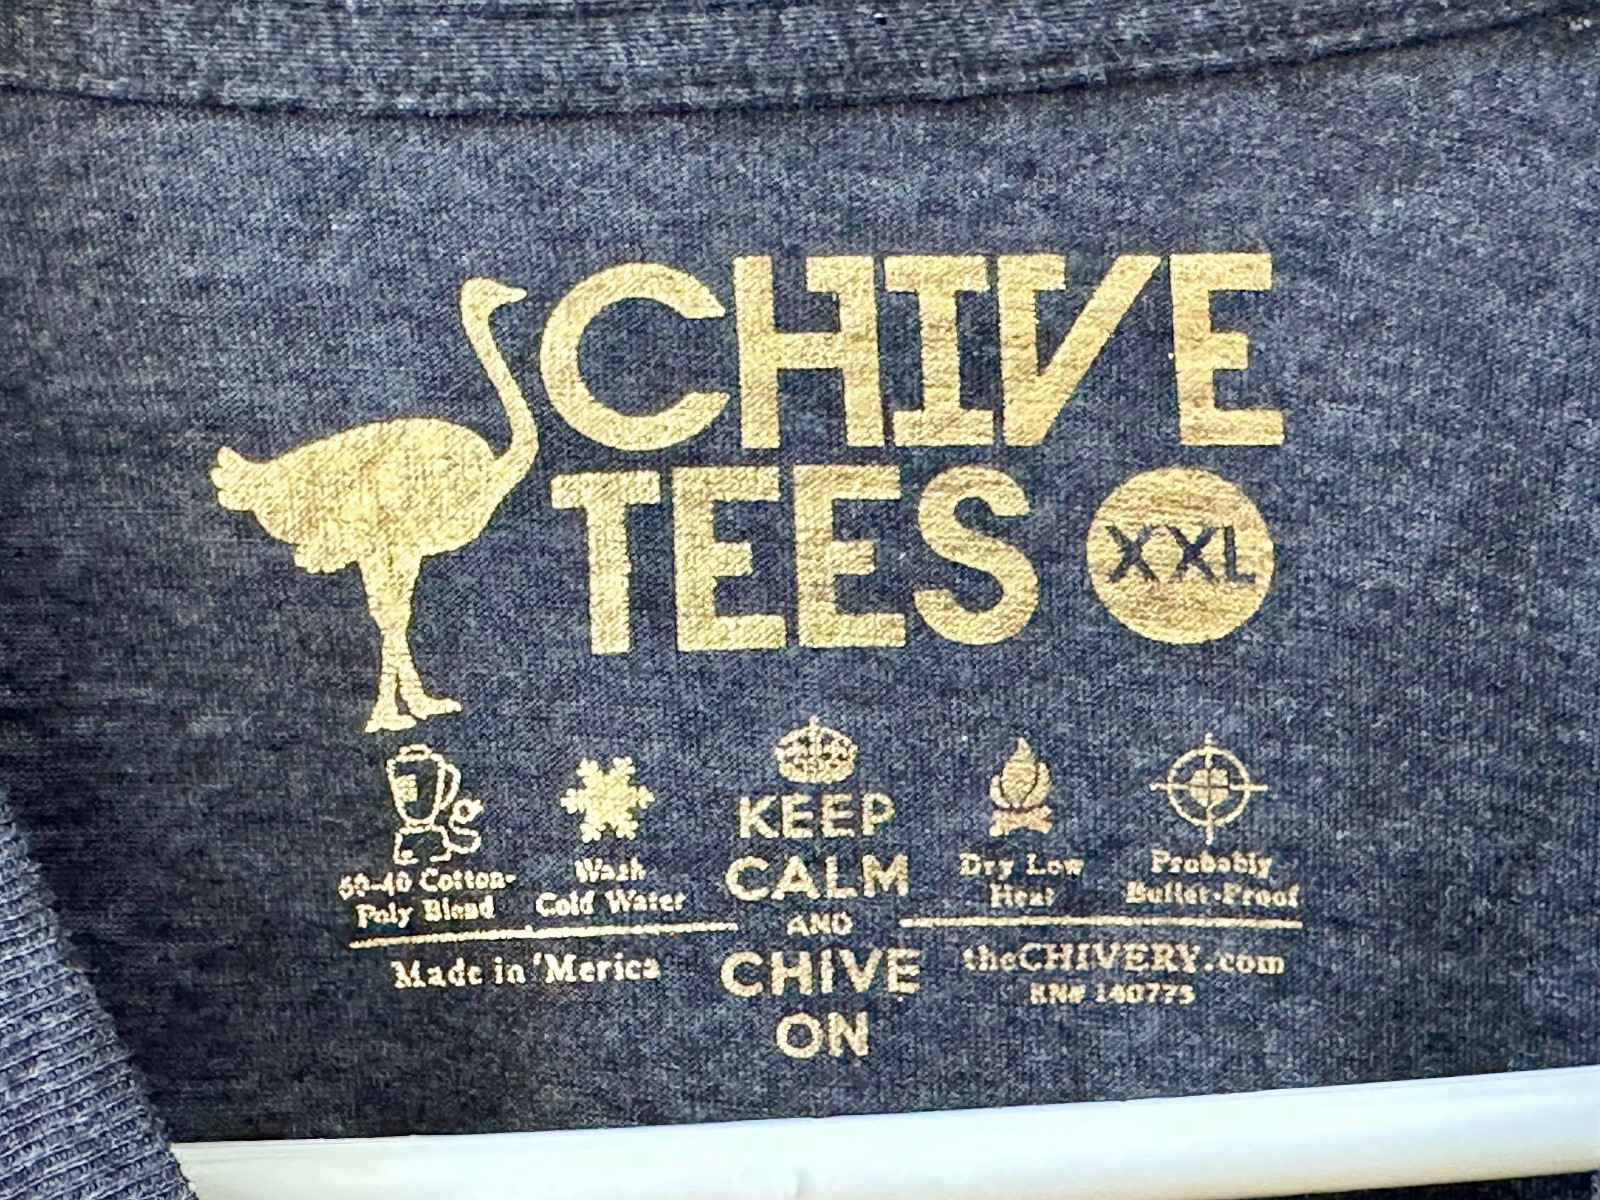 CHIVE
TEES
XXL
60-40 Cotton-
Poly Blend
Wash
Cold Water
KEEP
CALM
AND
CHIVE
ON
Dry Low
Heat
Probably
Bullet-Proof
Made in 'Merica
theCHIVERY.com
RN# 140775